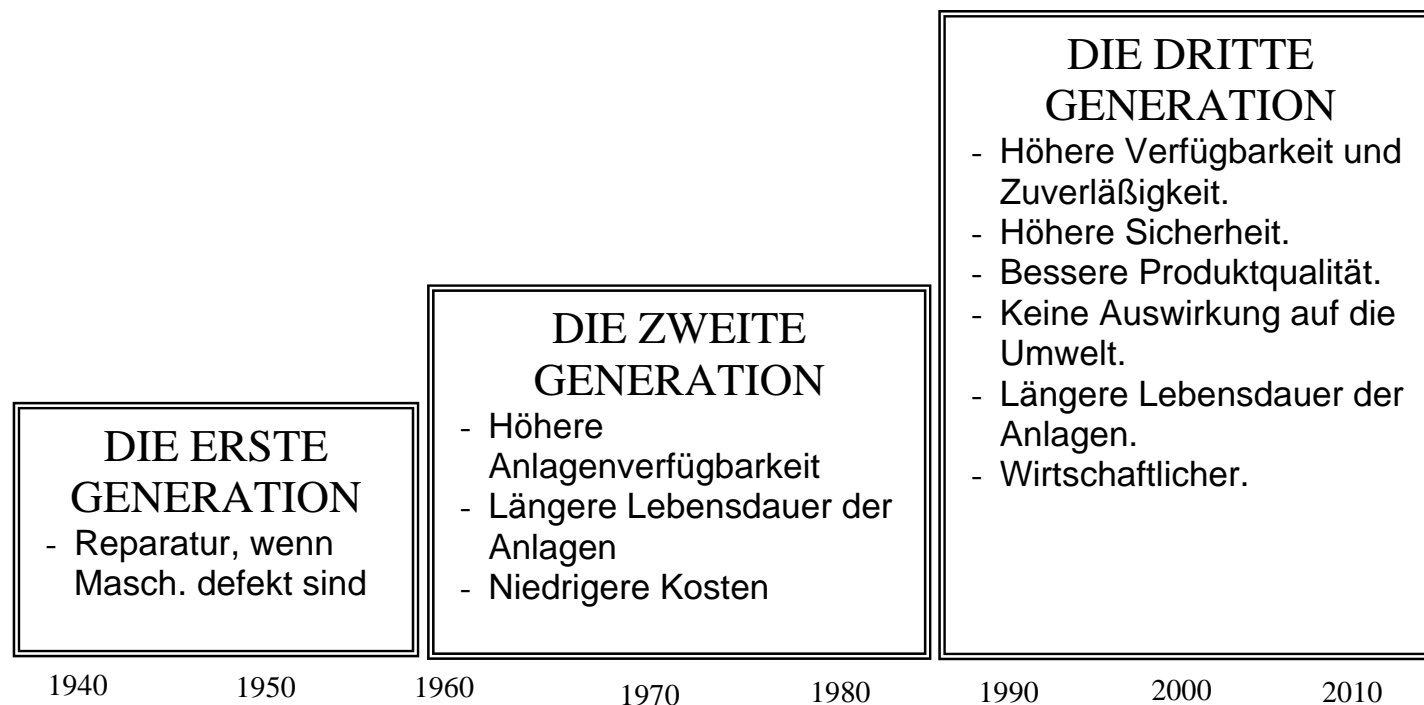 DIE ERSTE
GENERATION
- Reparatur, wenn
Masch. defekt sind
DIE ZWEITE
GENERATION
- Höhere
Anlagenverfügbarkeit
- Längere Lebensdauer der
Anlagen
- Niedrigere Kosten
DIE DRITTE
GENERATION
- Höhere Verfügbarkeit und
Zuverläßigkeit.
- Höhere Sicherheit.
- Bessere Produktqualität.
- Keine Auswirkung auf die
Umwelt.
- Längere Lebensdauer der
Anlagen.
- Wirtschaftlicher.
1940 1950 1960 1970 1980 1990 2000 2010